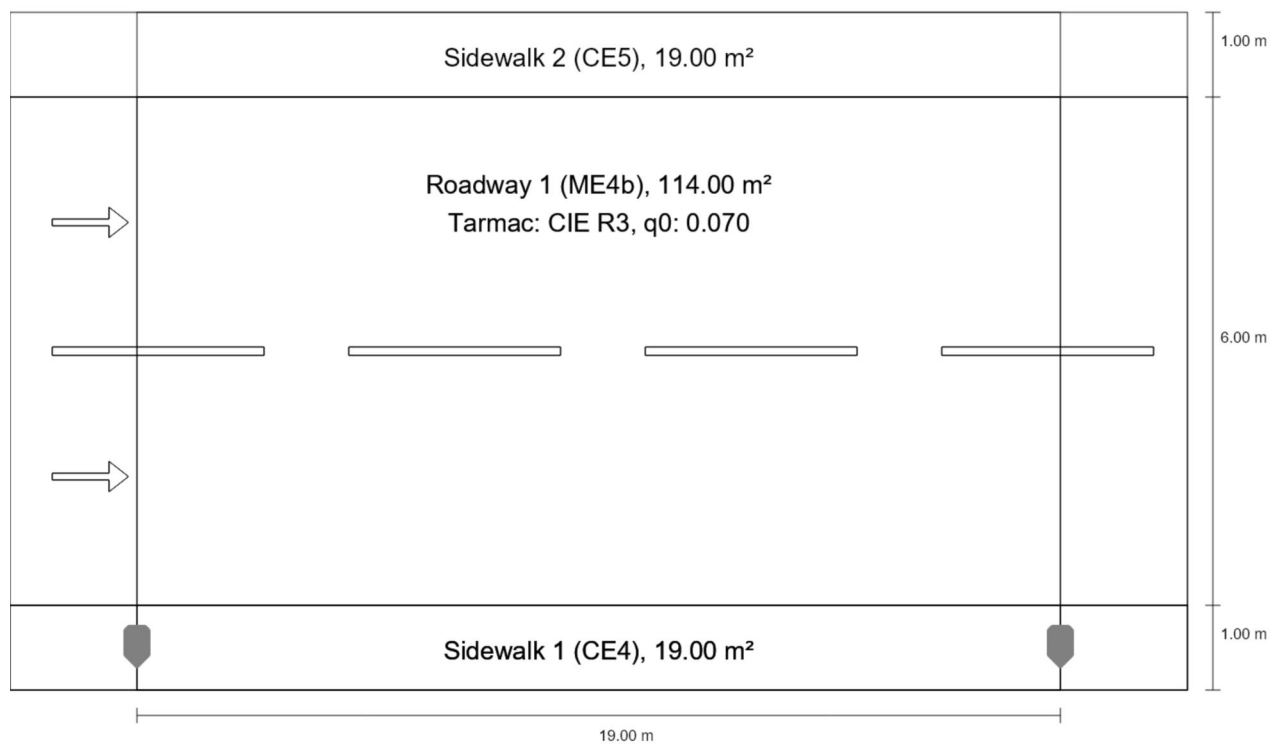 Sidewalk 2 (CE5), 19.00 m²
1.00 m
Roadway 1 (ME4b), 114.00 m²
Tarmac: CIE R3, q0: 0.070
6.00 m
Sidewalk 1 (CE4), 19.00 m²
1.00 m
19.00 m